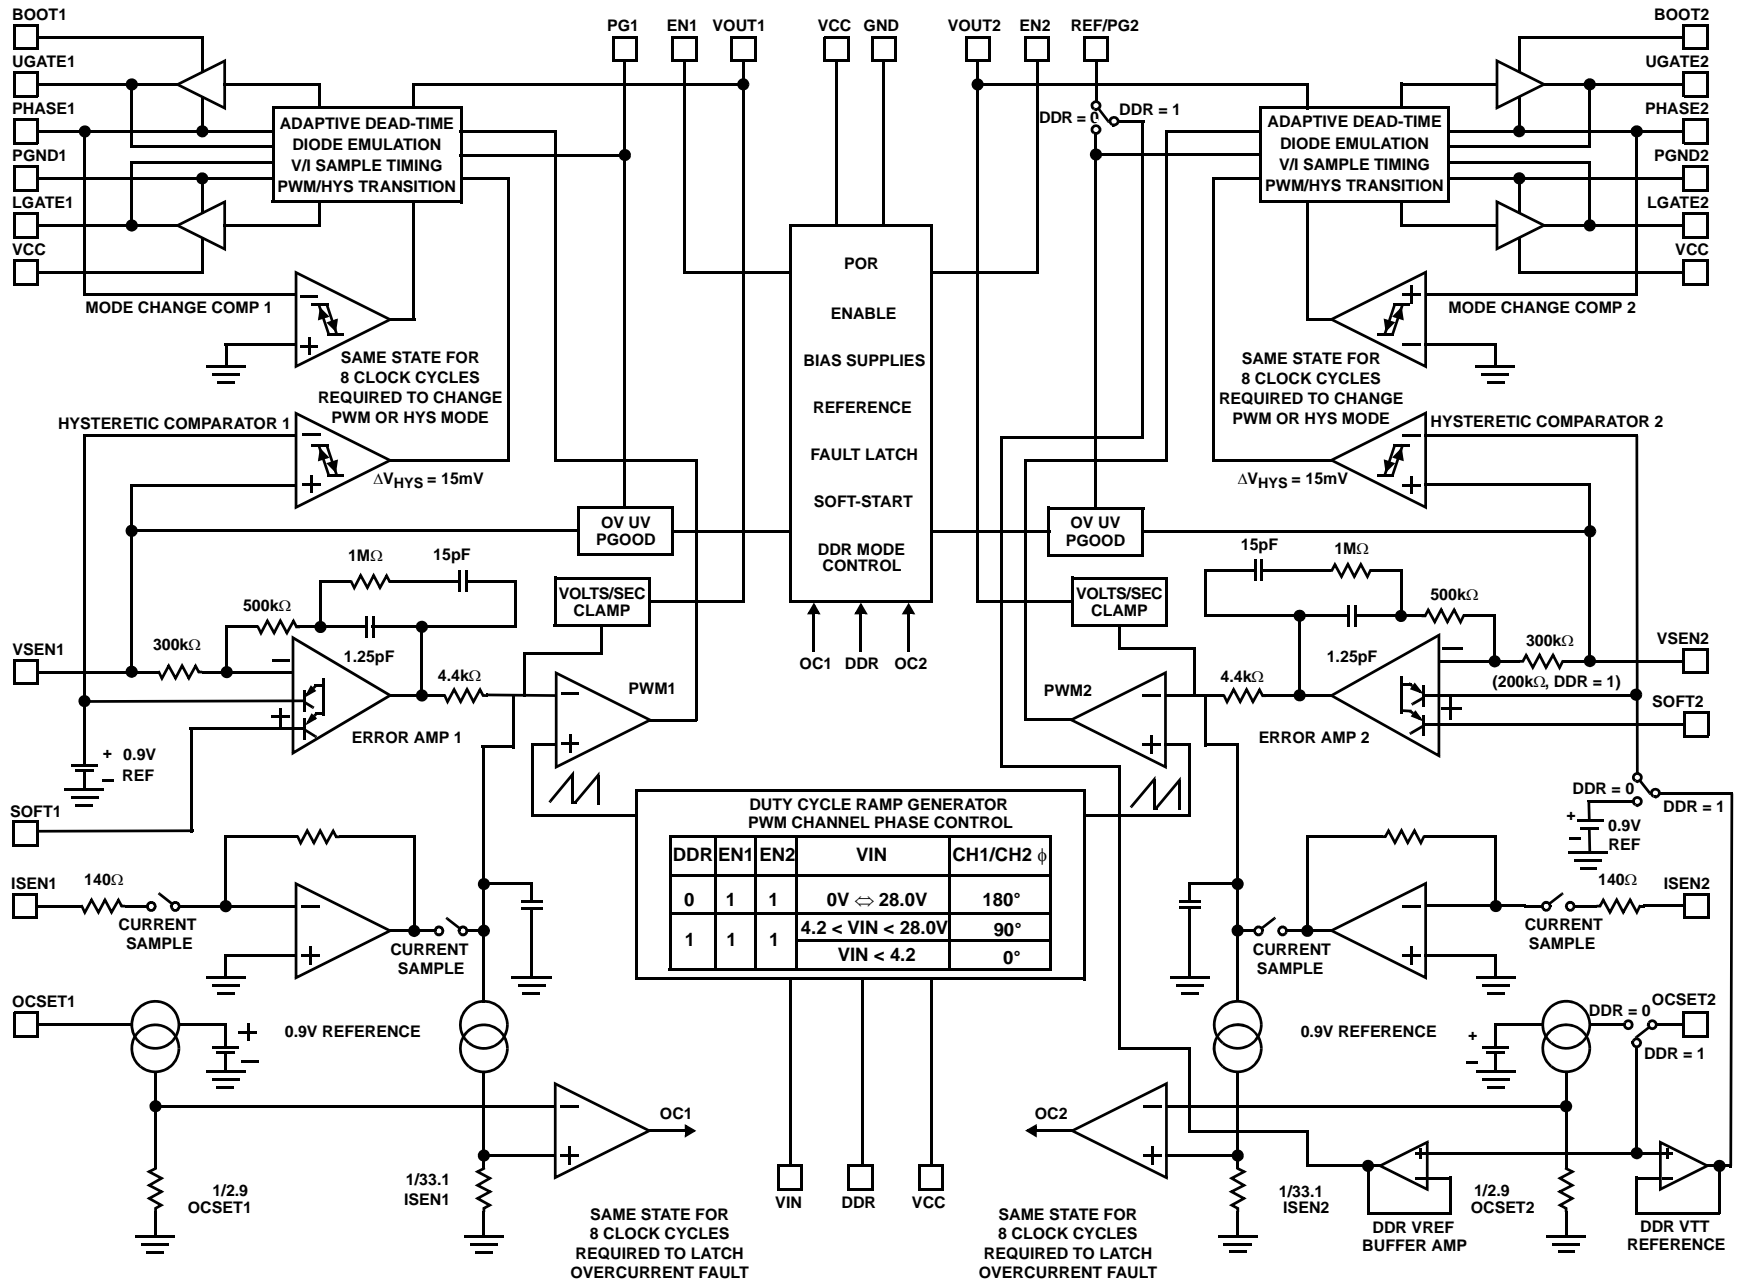 BOOT1
UGATE1
PHASE1
PGND1
LGATE1
VCC
PG1
EN1
VOUT1
VCC
GND
VOUT2
EN2
REF/PG2
BOOT2
UGATE2
PHASE2
PGND2
LGATE2
VCC
DDR = 0
DDR = 1
ADAPTIVE DEAD-TIME
DIODE EMULATION
V/I SAMPLE TIMING
PWM/HYS TRANSITION
ADAPTIVE DEAD-TIME
DIODE EMULATION
V/I SAMPLE TIMING
PWM/HYS TRANSITION
POR
ENABLE
BIAS SUPPLIES
REFERENCE
FAULT LATCH
SOFT-START
DDR MODE
CONTROL
OC1
DDR
OC2
−
+
MODE CHANGE COMP 1
SAME STATE FOR
8 CLOCK CYCLES
REQUIRED TO CHANGE
PWM OR HYS MODE
+
−
MODE CHANGE COMP 2
SAME STATE FOR
8 CLOCK CYCLES
REQUIRED TO CHANGE
PWM OR HYS MODE
HYSTERETIC COMPARATOR 1
−
+
ΔVHYS = 15mV
HYSTERETIC COMPARATOR 2
−
+
ΔVHYS = 15mV
OV UV
PGOOD
OV UV
PGOOD
VOLTS/SEC
CLAMP
VOLTS/SEC
CLAMP
1MΩ
15pF
500kΩ
1.25pF
300kΩ
VSEN1
4.4kΩ
−
+
ERROR AMP 1
PWM1
−
+
+
−
0.9V
REF
SOFT1
15pF
1MΩ
500kΩ
1.25pF
300kΩ
(200kΩ, DDR = 1)
VSEN2
4.4kΩ
−
+
ERROR AMP 2
PWM2
−
+
SOFT2
DDR = 0
DDR = 1
+
−
0.9V
REF
DUTY CYCLE RAMP GENERATOR
PWM CHANNEL PHASE CONTROL
DDR EN1 EN2 VIN CH1/CH2 ϕ
0 1 1 0V ⇔ 28.0V 180°
1 1 1 4.2 < VIN < 28.0V 90°
VIN < 4.2 0°
ISEN1
140Ω
CURRENT
SAMPLE
−
+
CURRENT
SAMPLE
ISEN2
140Ω
CURRENT
SAMPLE
−
+
CURRENT
SAMPLE
OCSET1
+
−
0.9V REFERENCE
0.9V REFERENCE
+
−
OCSET2
DDR = 0
DDR = 1
−
+
OC1
OC2
−
+
1/2.9
OCSET1
1/33.1
ISEN1
VIN
DDR
VCC
1/33.1
ISEN2
1/2.9
OCSET2
+
−
DDR VREF
BUFFER AMP
+
−
DDR VTT
REFERENCE
SAME STATE FOR
8 CLOCK CYCLES
REQUIRED TO LATCH
OVERCURRENT FAULT
SAME STATE FOR
8 CLOCK CYCLES
REQUIRED TO LATCH
OVERCURRENT FAULT